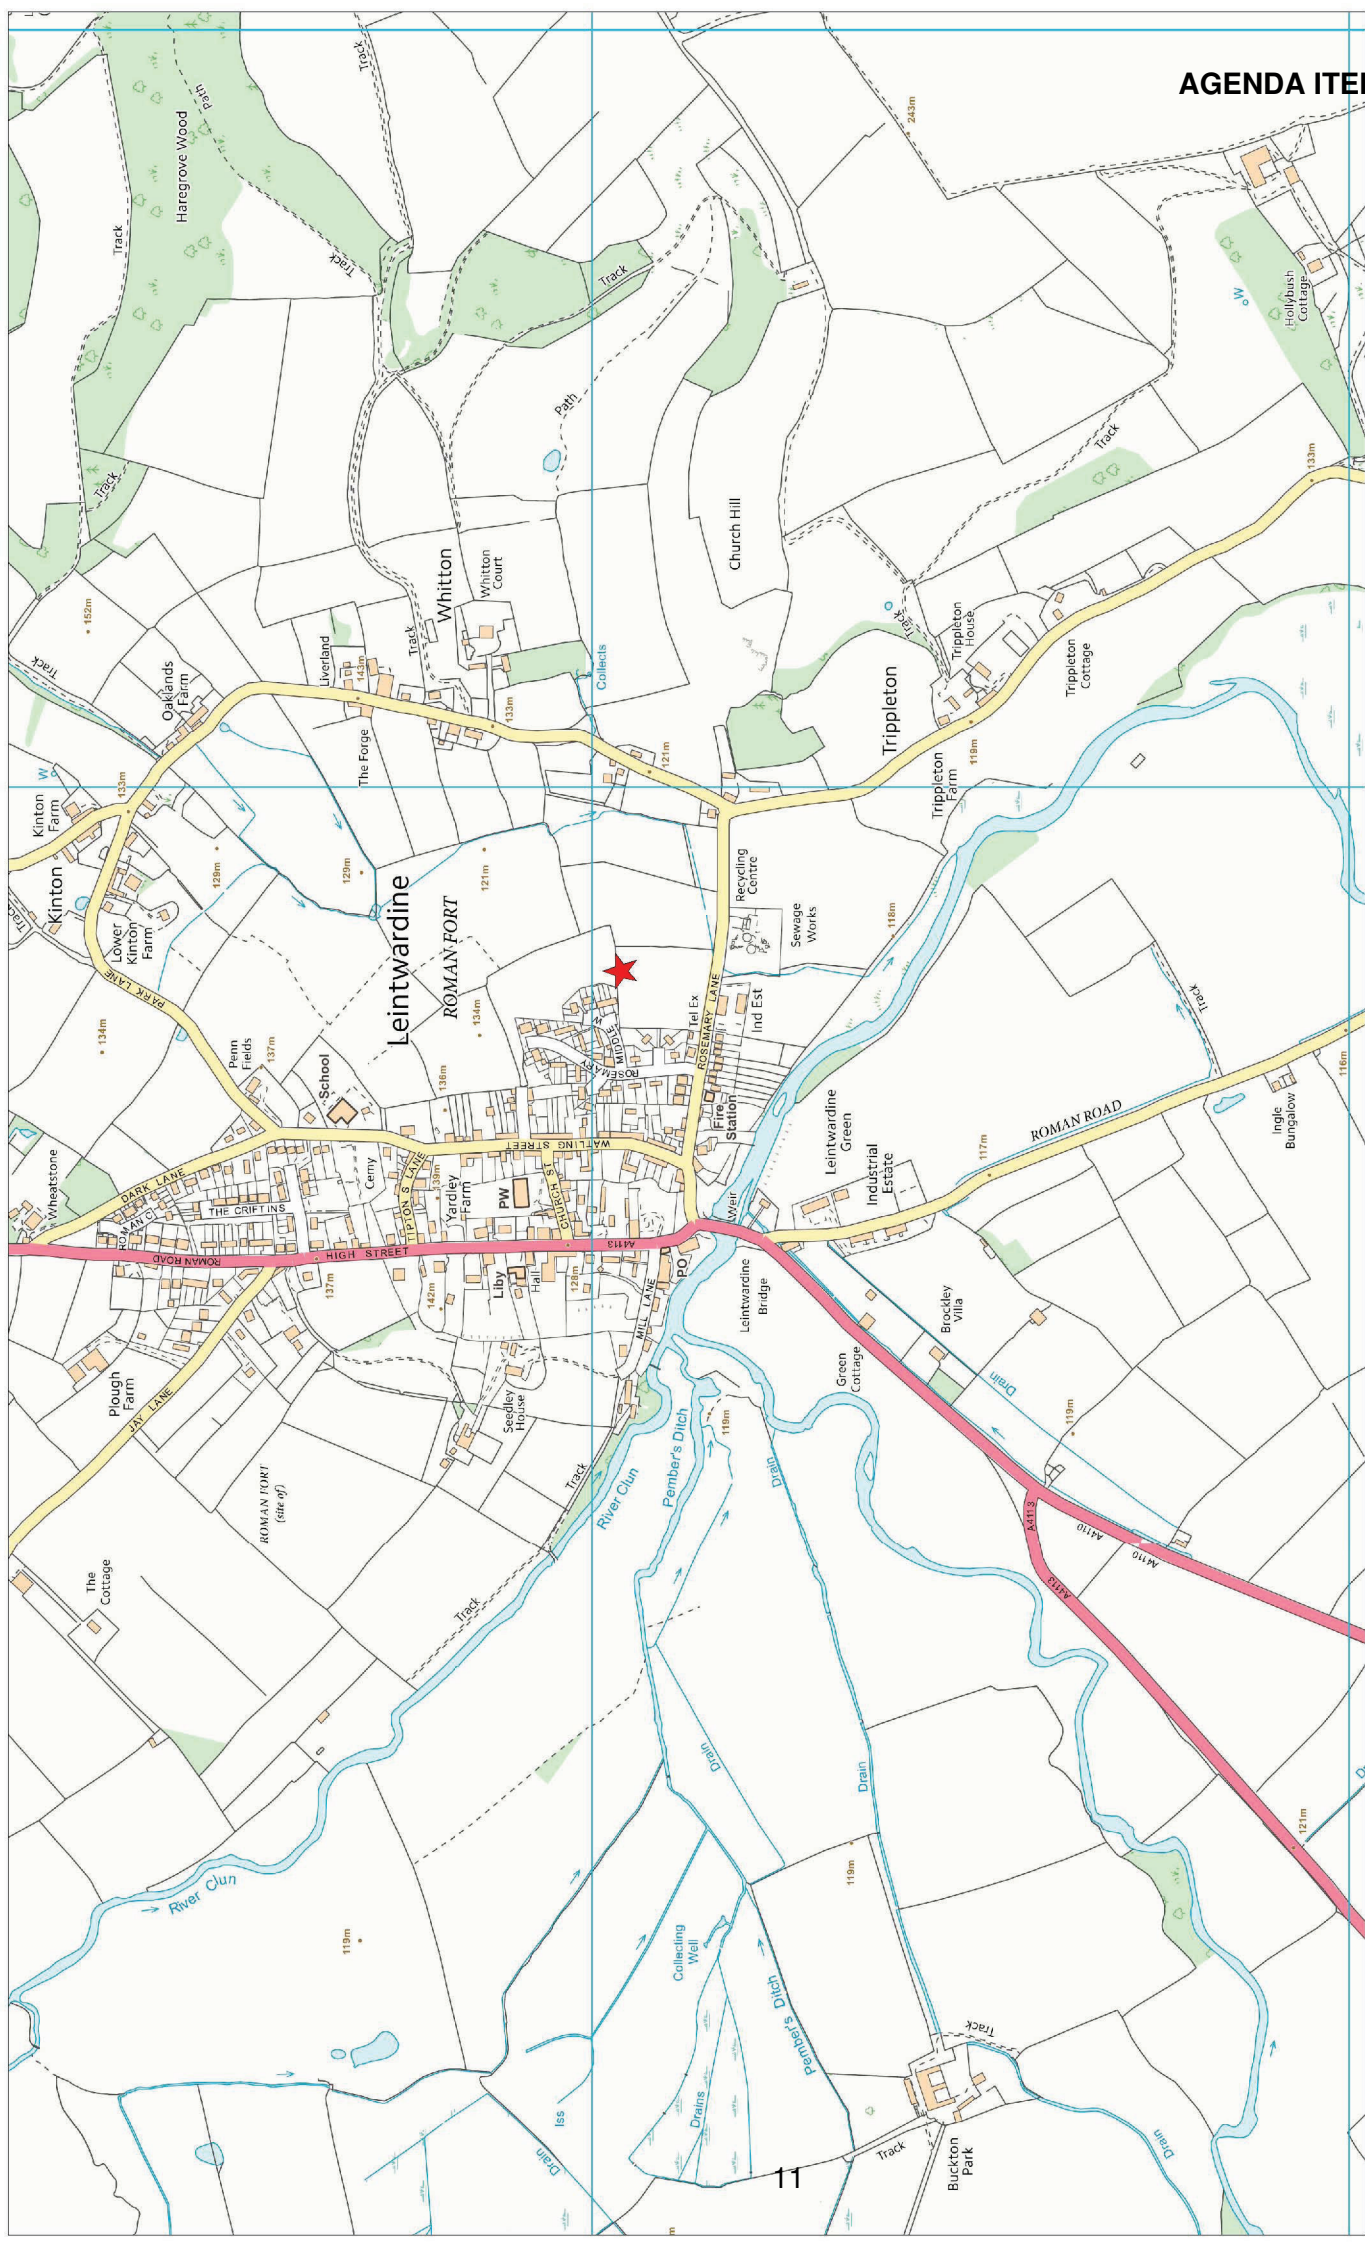 AGENDA ITE
Haregrove Wood
Path
Track
Track
Track
243m
Track
Path
W
Hollybush
Cottage
Track
Track
133m
Church Hill
152m
Whitton
Whitton
Court
Track
Liverland
143m
Track
Oaklands
Farm
The Forge
133m
Collects
121m
Track
Trippleton
House
Trippleton
Cottage
Trippleton
119m
Trippleton
Farm
W
Kinton
Farm
133m
Kinton
Lower
Kinton
Farm
129m
129m
121m
Leintwardine
ROMAN FORT
134m
PARK LANE
134m
Recycling
Centre
Sewage
Works
118m
Track
116m
Penn
Fields
137m
School
136m
ROSEMARY
MIDDLE
W
Tel Ex
ROSEMARY LANE
Ind Est
Fire
Station
WATLING STREET
Leintwardine
Green
Industrial
Estate
ROMAN ROAD
117m
Ingle
Bungalow
Wheatstone
DARK LANE
THE CRIFTINS
Cemy
TIPTON'S LANE
139m
Yardley
Farm
PW
CHURCH ST
Weir
ROMAN ROAD
HIGH STREET
A4113
137m
142m
Liby
Hall
128m
MILL LANE
PO
Leintwardine
Bridge
Brockley
Villa
Green
Cottage
Drain
119m
Plough
Farm
JAY LANE
Seedley
House
ROMAN FORT
(site of)
Track
River Clun
Pember's Ditch
119m
Drain
A4113
A4110
A4110
A4113
The
Cottage
Track
Drain
Drain
121m
119m
River Clun
119m
Collecting
Well
Pember's Ditch
Track
Drains
Iss
Drain
Track
Buckton
Park
Drain
11